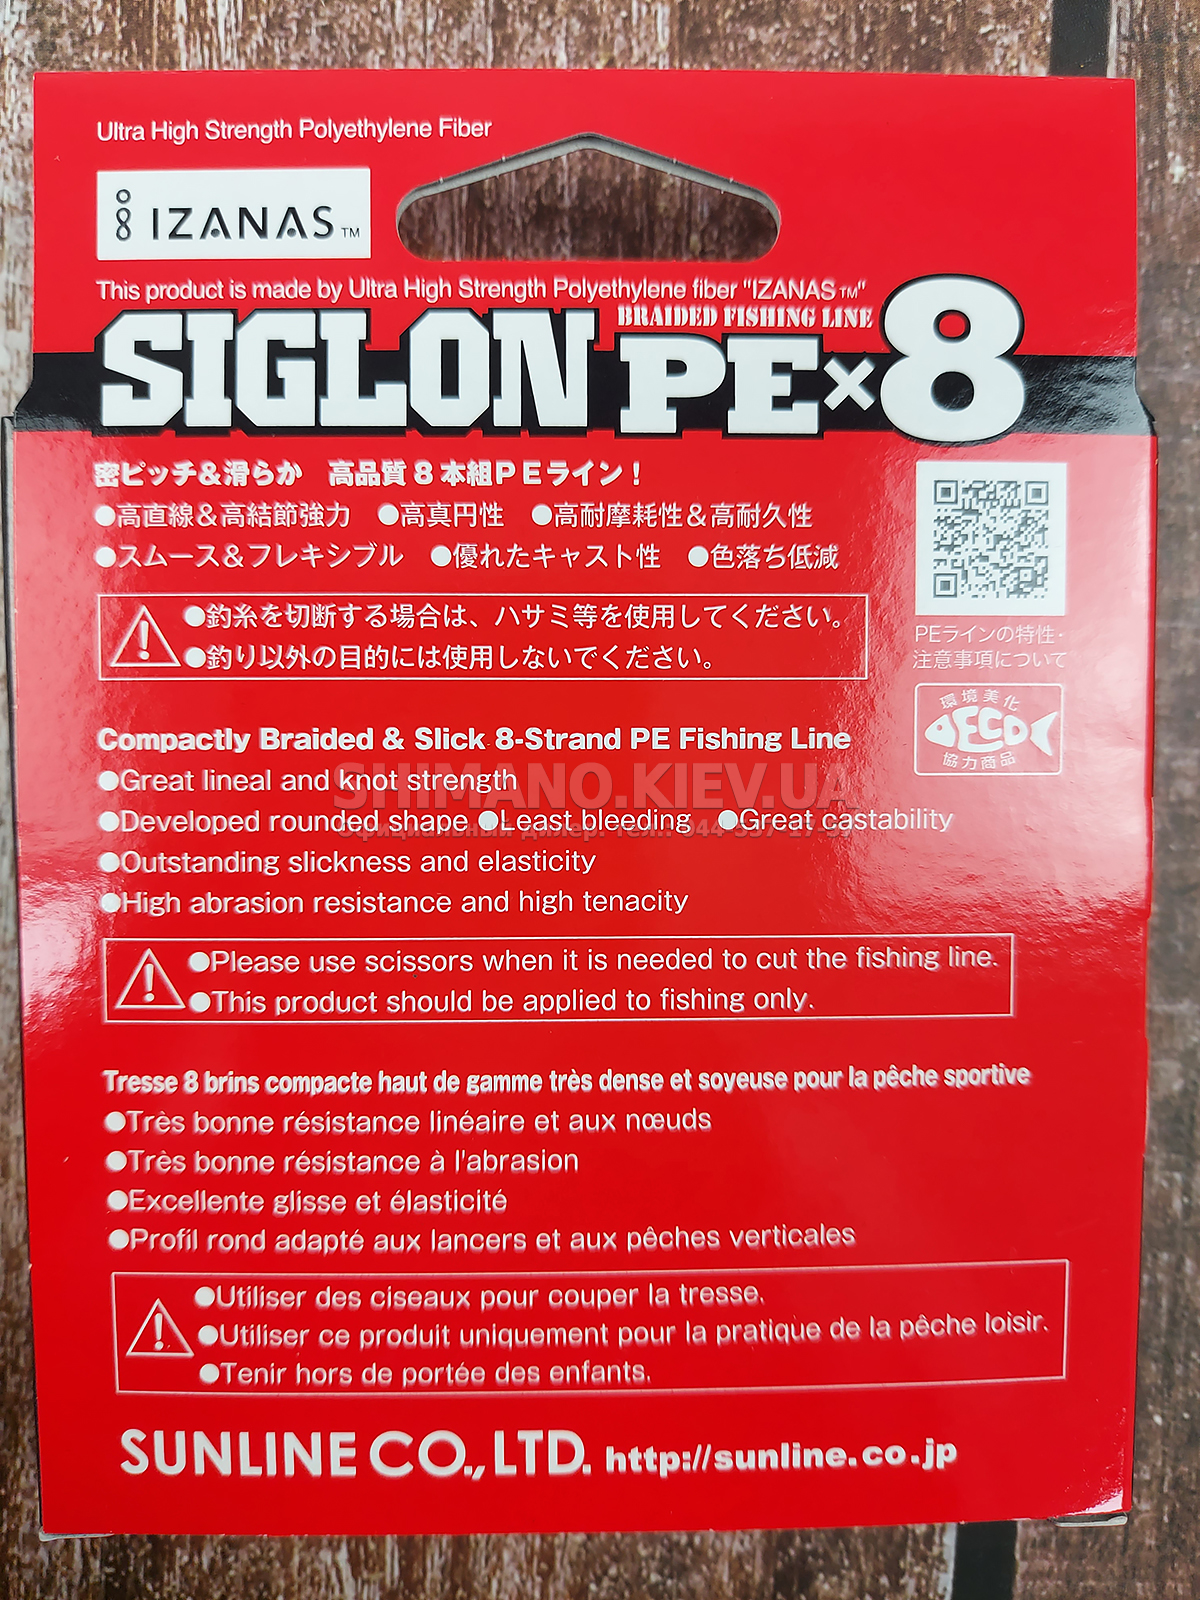 Ultra High Strength Polyethylene Fiber
IZANAS™
This product is made by Ultra High Strength Polyethylene fiber "IZANAS™"
BRAIDED FISHING LINE
SIGLON PE×8
密ピッチ&滑らか 高品質8本組PEライン!
●高直線&高結節強力 ●高真円性 ●高耐摩耗性&高耐久性
●スムース&フレキシブル ●優れたキャスト性 ●色落ち低減
●釣糸を切断する場合は、ハサミ等を使用してください。
●釣り以外の目的には使用しないでください。
PEラインの特性・
注意事項について
環境美化
ECO
協力商品
Compactly Braided & Slick 8-Strand PE Fishing Line
●Great lineal and knot strength
SHIMANO.KIEV.UA
●Developed rounded shape ●Least bleeding ●Great castability
Официальный дилер. тел.: 044
●Outstanding slickness and elasticity
●High abrasion resistance and high tenacity
●Please use scissors when it is needed to cut the fishing line.
●This product should be applied to fishing only.
Tresse 8 brins compacte haut de gamme très dense et soyeuse pour la pêche sportive
●Très bonne résistance linéaire et aux nœuds
●Très bonne résistance à l'abrasion
●Excellente glisse et élasticité
●Profil rond adapté aux lancers et aux pêches verticales
●Utiliser des ciseaux pour couper la tresse.
●Utiliser ce produit uniquement pour la pratique de la pêche loisir.
●Tenir hors de portée des enfants.
SUNLINE CO.,LTD. http://sunline.co.jp